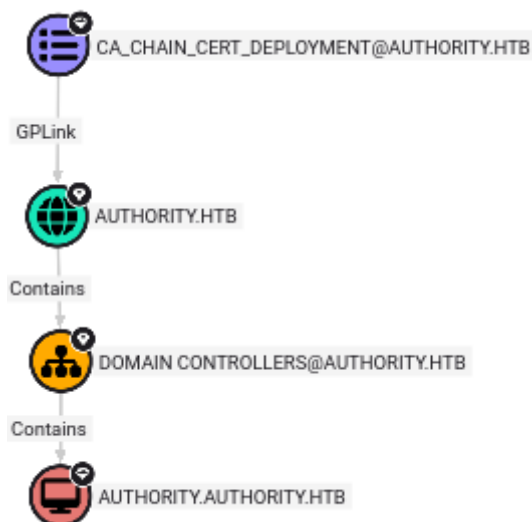 CA_CHAIN_CERT_DEPLOYMENT@AUTHORITY.HTB
GPLink
AUTHORITY.HTB
Contains
DOMAIN CONTROLLERS@AUTHORITY.HTB
Contains
AUTHORITY.AUTHORITY.HTB